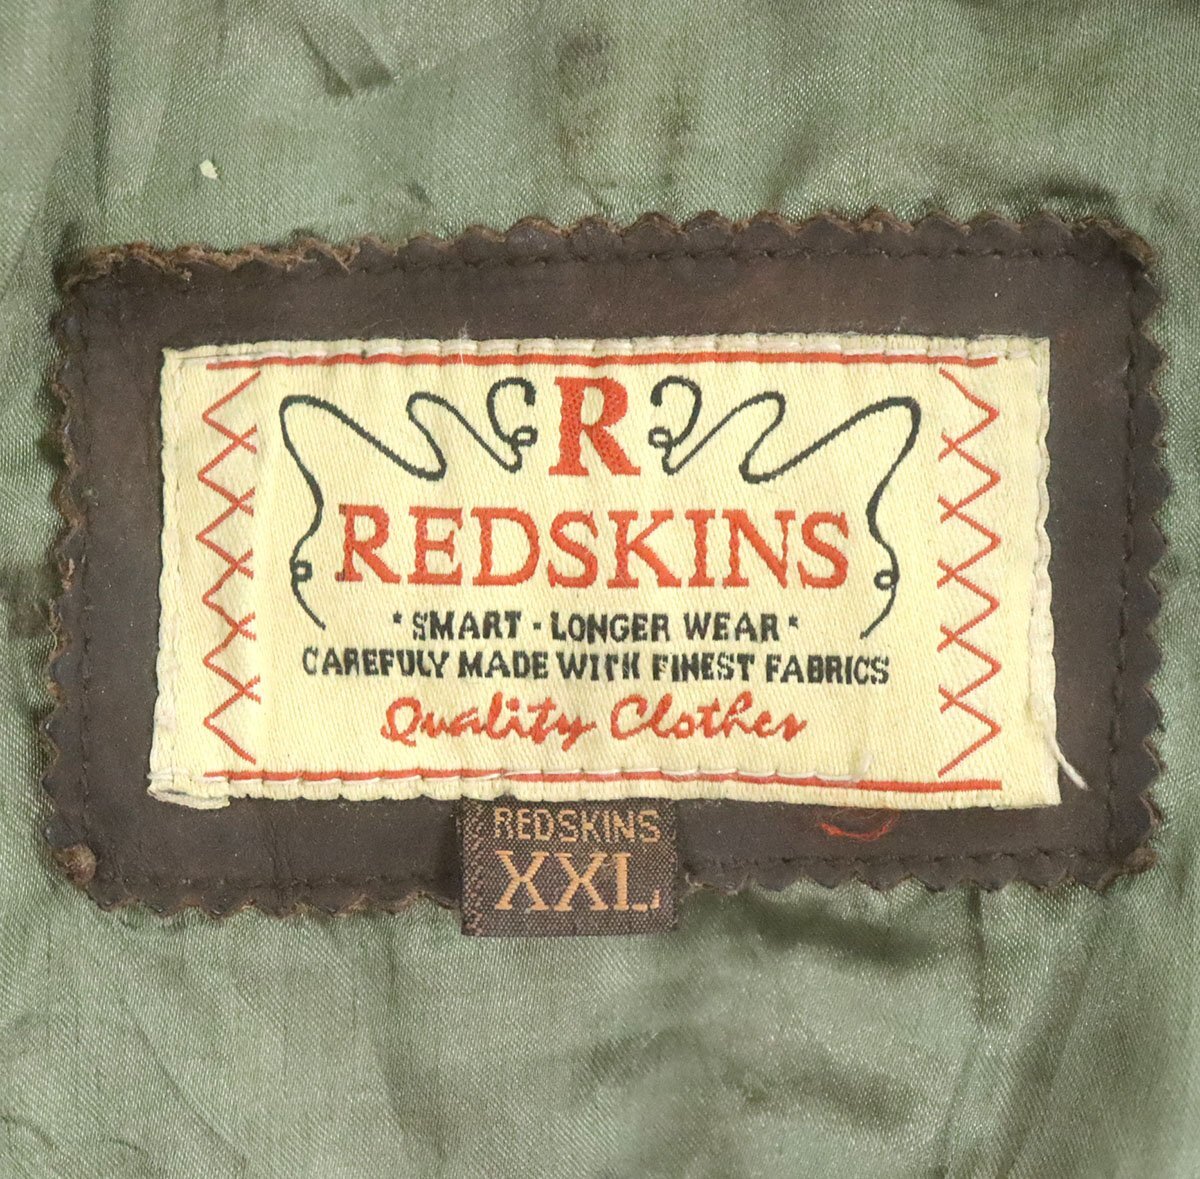 R
REDSKINS
*SMART - LONGER WEAR*
CAREFULY MADE WITH FINEST FABRICS
Quality Clothes
REDSKINS
XXL